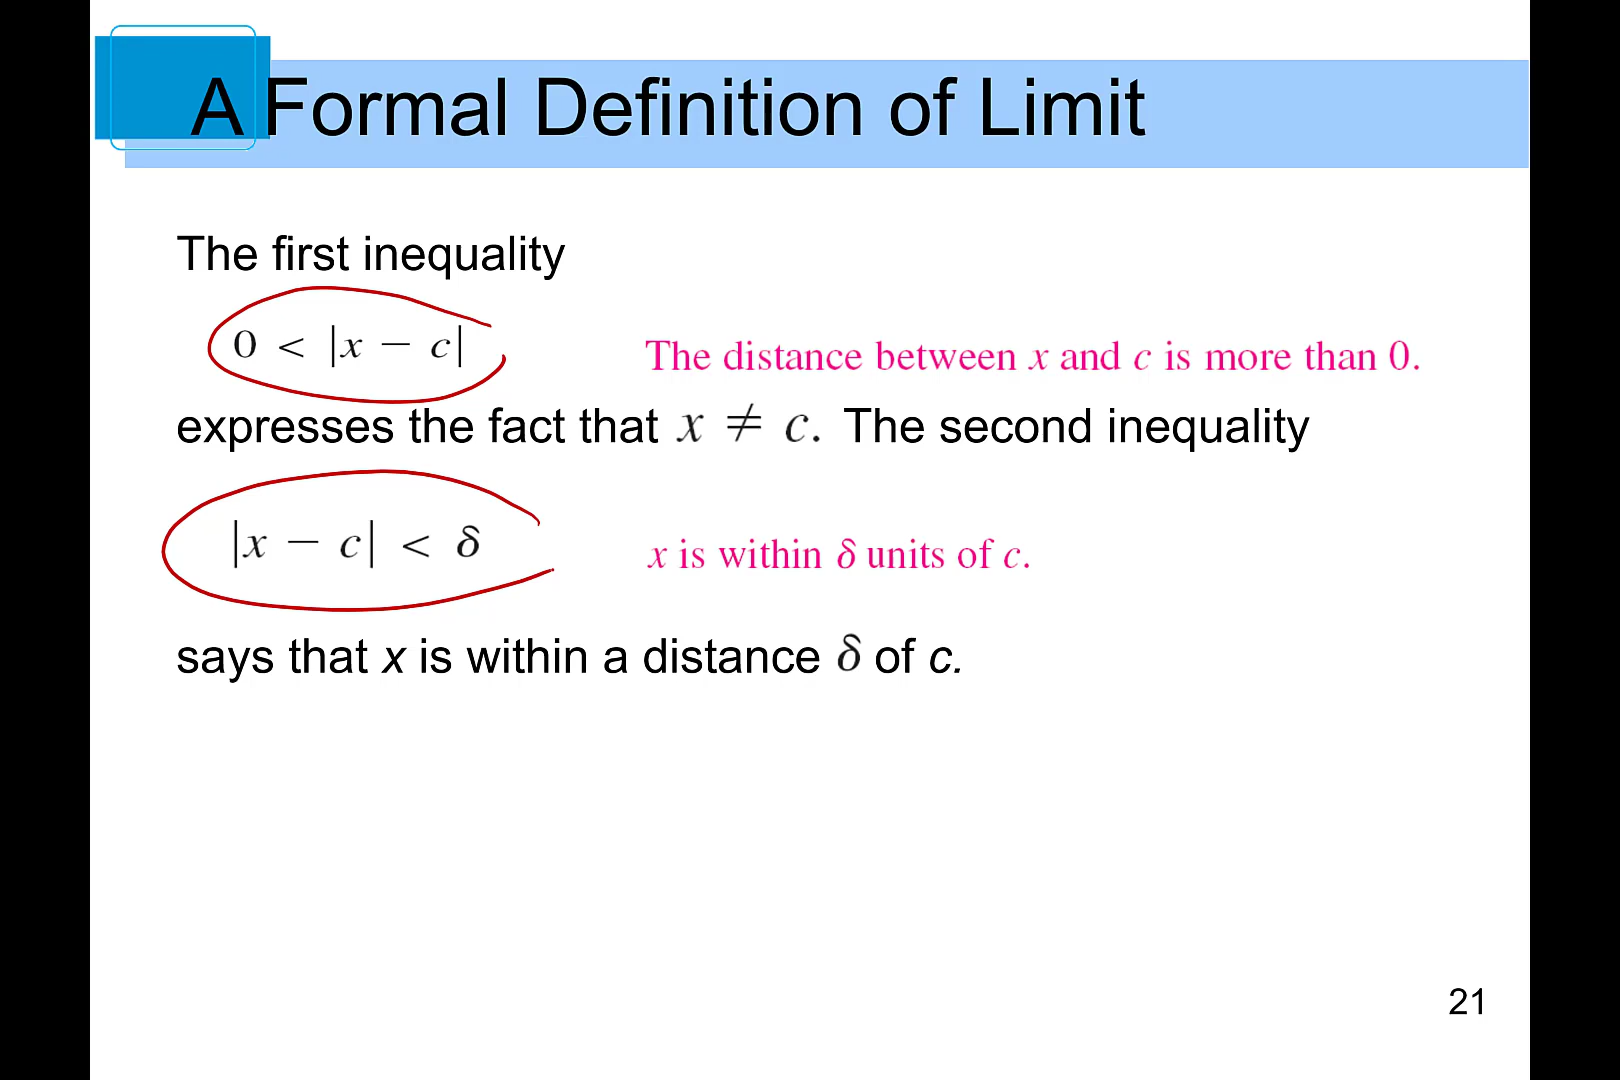 A Formal Definition of Limit
The first inequality
0 < |x − c| The distance between x and c is more than 0.
expresses the fact that x ≠ c. The second inequality
|x − c| < δ x is within δ units of c.
says that x is within a distance δ of c.
21